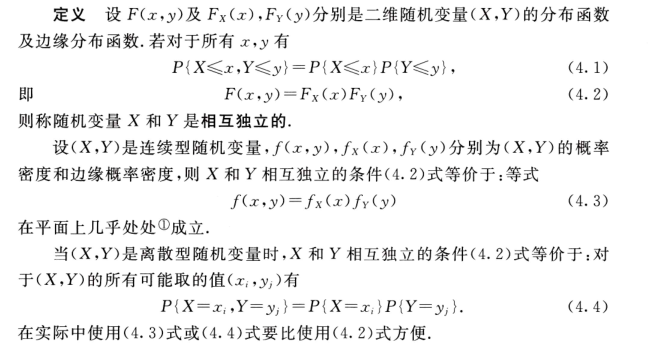 定义 设 F(x,y)及 F_X(x),F_Y(y)分别是二维随机变量(X,Y)的分布函数
及边缘分布函数.若对于所有 x,y 有
P{X≤x,Y≤y}=P{X≤x}P{Y≤y}, (4.1)
即 F(x,y)=F_X(x)F_Y(y), (4.2)
则称随机变量 X 和 Y 是相互独立的.
设(X,Y)是连续型随机变量,f(x,y),f_X(x),f_Y(y)分别为(X,Y)的概率
密度和边缘概率密度,则 X 和 Y 相互独立的条件(4.2)式等价于:等式
f(x,y)=f_X(x)f_Y(y) (4.3)
在平面上几乎处处①成立.
当(X,Y)是离散型随机变量时,X 和 Y 相互独立的条件(4.2)式等价于:对
于(X,Y)的所有可能取的值(x_i,y_j)有
P{X=x_i,Y=y_j}=P{X=x_i}P{Y=y_j}. (4.4)
在实际中使用(4.3)式或(4.4)式要比使用(4.2)式方便.